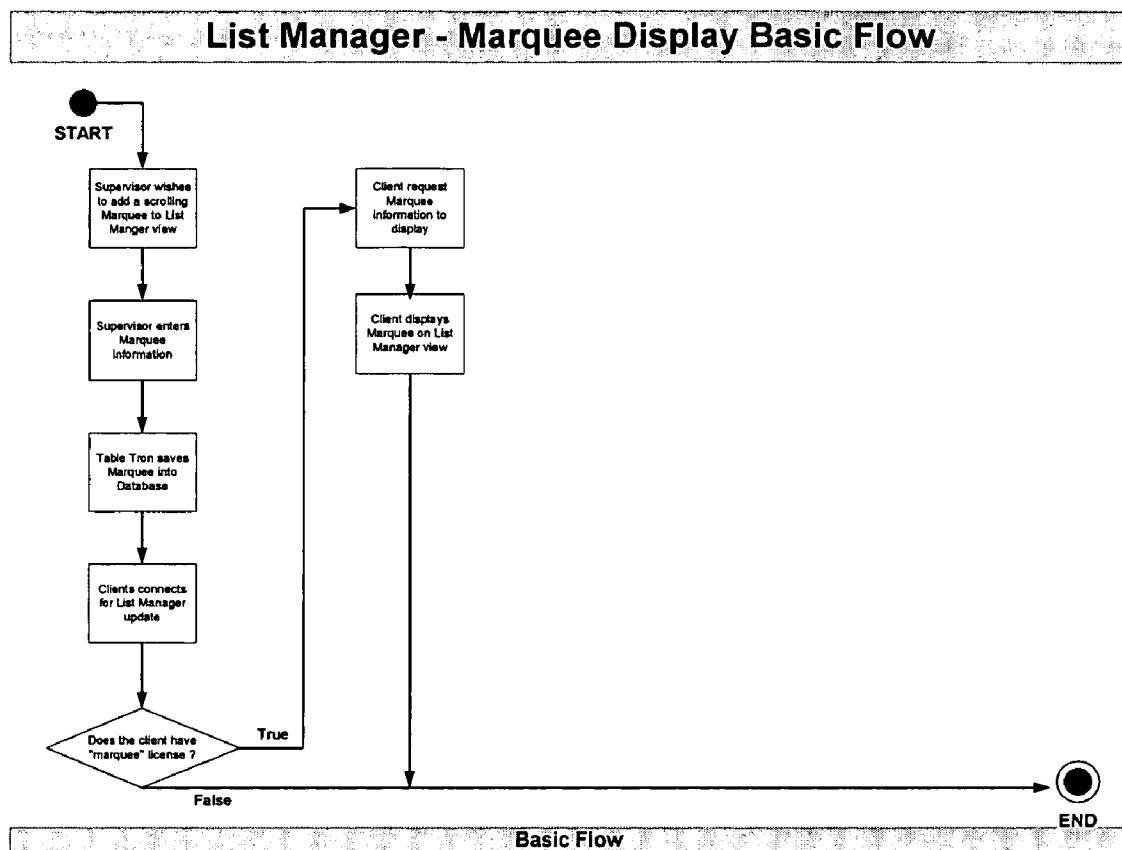 List Manager - Marquee Display Basic Flow
START
Supervisor wishes
to add a scrolling
Marquee to List
Manger view
Supervisor enters
Marquee
Information
Table Tron saves
Marquee into
Database
Clients connects
for List Manager
update
Does the client have
"marquee" license ?
True
False
Client request
Marquee
information to
display
Client displays
Marquee on List
Manager view
END
Basic Flow